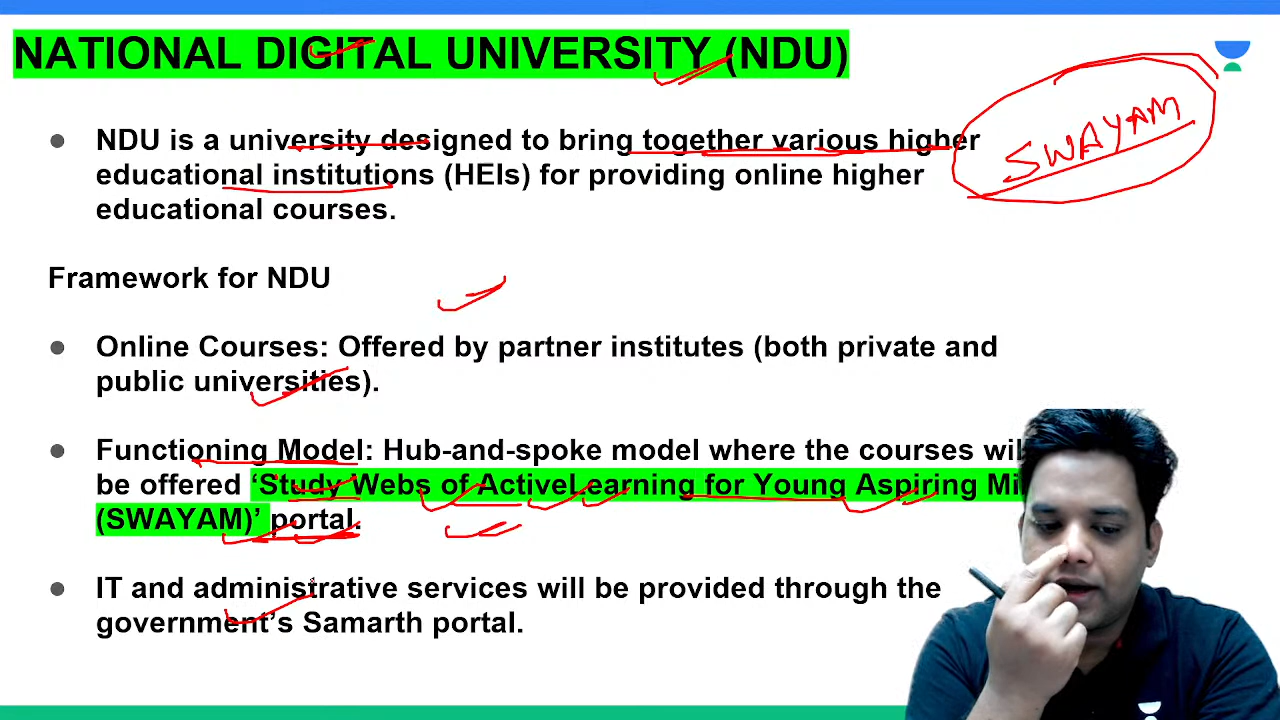 NATIONAL DIGITAL UNIVERSITY (NDU)
SWAYAM
● NDU is a university designed to bring together various higher
educational institutions (HEIs) for providing online higher
educational courses.
Framework for NDU
● Online Courses: Offered by partner institutes (both private and
public universities).
● Functioning Model: Hub-and-spoke model where the courses wil
be offered ‘Study Webs of ActiveLearning for Young Aspiring Mi
(SWAYAM)’ portal.
● IT and administrative services will be provided through the
government’s Samarth portal.